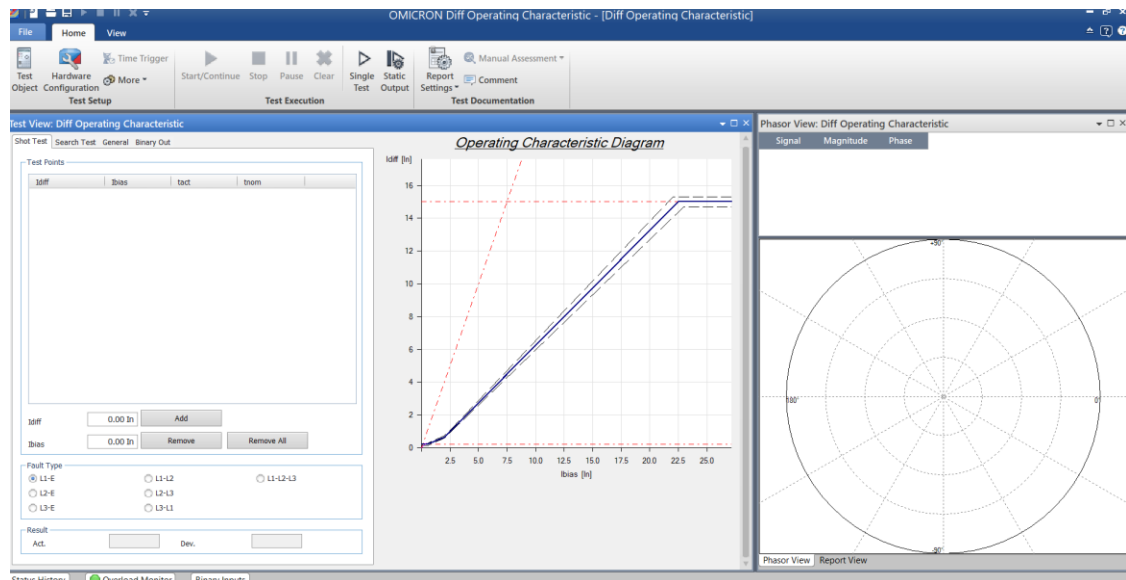 OMICRON Diff Operating Characteristic - [Diff Operating Characteristic]
File Home View
Test Object
Hardware Configuration
Time Trigger
More
Test Setup
Start/Continue Stop Pause Clear
Single Test
Static Output
Test Execution
Report Settings
Manual Assessment
Comment
Test Documentation
Test View: Diff Operating Characteristic
Shot Test Search Test General Binary Out
Test Points
Idiff Ibias tact tnom
Idiff 0.00 In Add
Ibias 0.00 In Remove Remove All
Fault Type
L1-E L1-L2 L1-L2-L3
L2-E L2-L3
L3-E L3-L1
Result
Act. Dev.
Operating Characteristic Diagram
Idiff [In]
16
14
12
10
8
6
4
2
0
2.5 5.0 7.5 10.0 12.5 15.0 17.5 20.0 22.5 25.0
Ibias [In]
Phasor View: Diff Operating Characteristic
Signal Magnitude Phase
+90°
180° 0°
-90°
Phasor View Report View
Status History Overload Monitor Binary Inputs